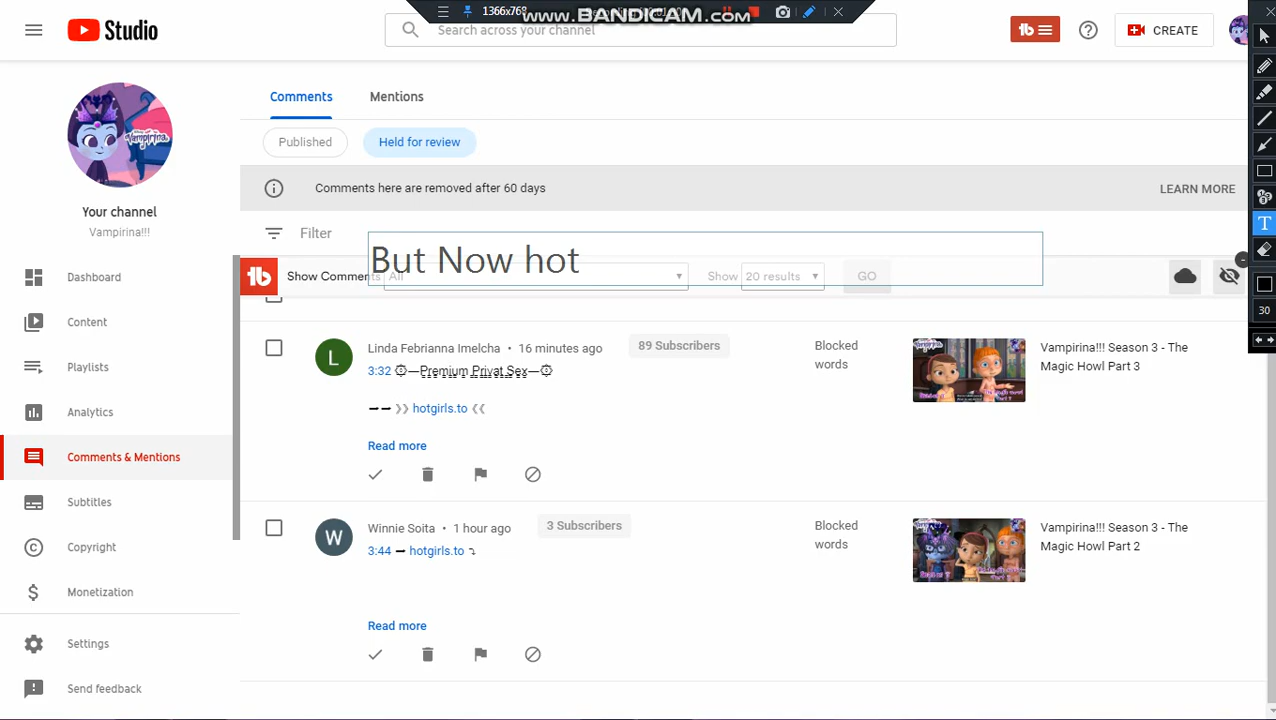 1366x768
www.BANDICAM.com
Studio
Search across your channel
CREATE
Vampirina
Your channel
Vampirina!!!
Dashboard
Content
Playlists
Analytics
Comments & Mentions
Subtitles
Copyright
Monetization
Settings
Send feedback
Comments
Mentions
Published
Held for review
Comments here are removed after 60 days
LEARN MORE
Filter
But Now hot
tb
Show Comments
All
Show
20 results
GO
Linda Febrianna Imelcha • 16 minutes ago
89 Subscribers
3:32 ۞—Premium Privat Sex—۞
➞➞ 》》 hotgirls.to 《《
Read more
Blocked
words
Vampirina!!! Season 3 - The
Magic Howl Part 3
Winnie Soita • 1 hour ago
3 Subscribers
3:44 ➞ hotgirls.to
Read more
Blocked
words
Vampirina!!! Season 3 - The
Magic Howl Part 2
L
W
T
30